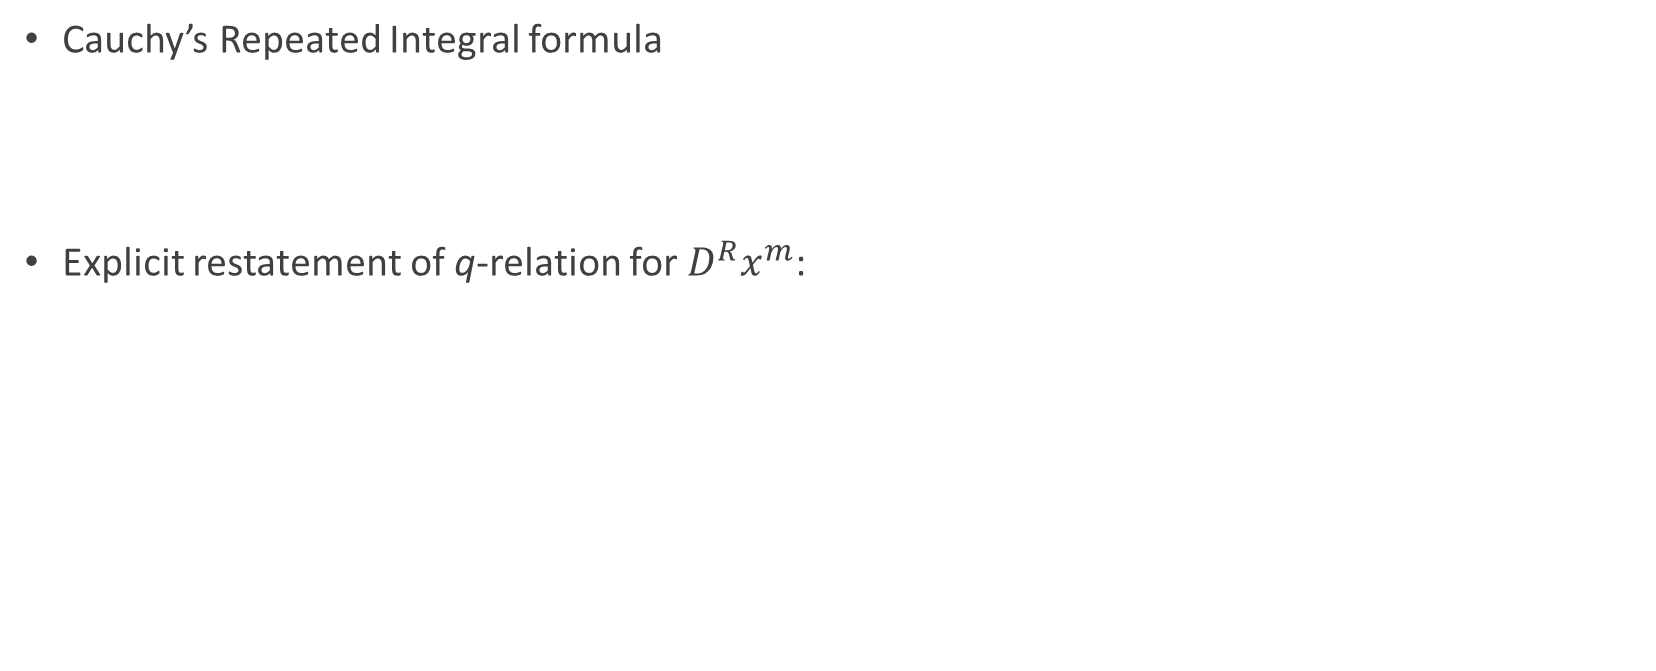 • Cauchy’s Repeated Integral formula
• Explicit restatement of q-relation for $D^R x^m$: